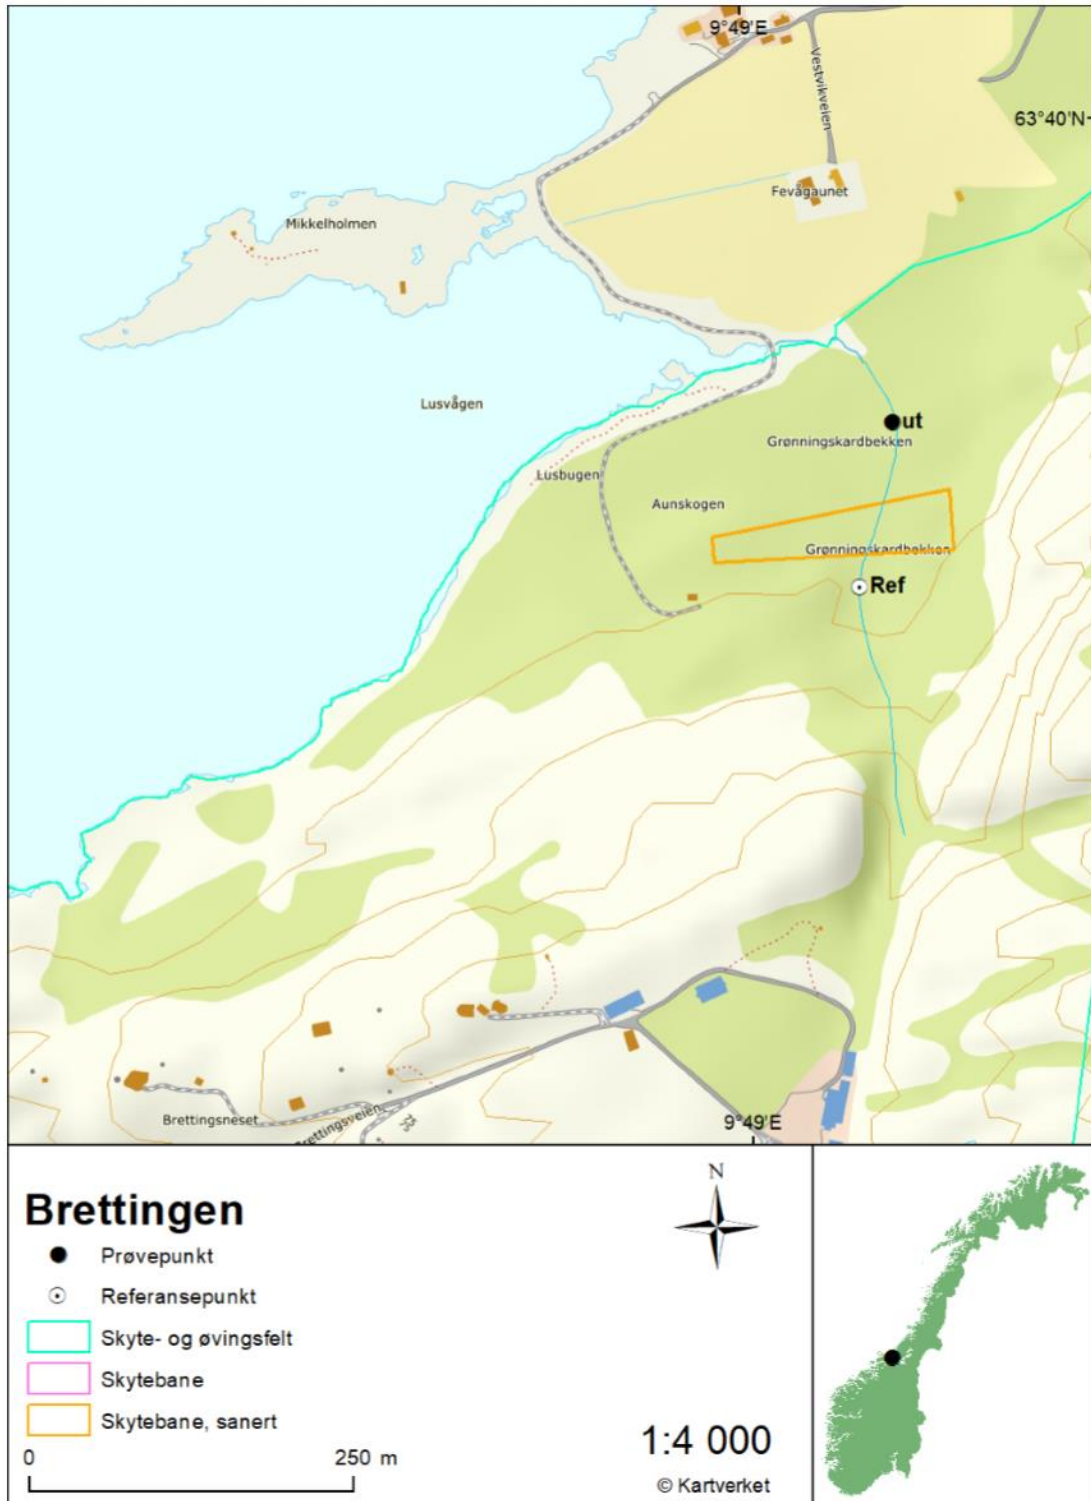 9°49'E
Vestvikveien
63°40'N
Fevågaunet
Mikkelholmen
Lusvågen
ut
Grønningskardbekken
Lusbugen
Aunskogen
Grønningskardbekken
Ref
Brettingsneset
Brettingsveien
75
9°49'E
Brettingen
N
Prøvepunkt
Referansepunkt
Skyte- og øvingsfelt
Skytebane
Skytebane, sanert
0 250 m
1:4 000
© Kartverket